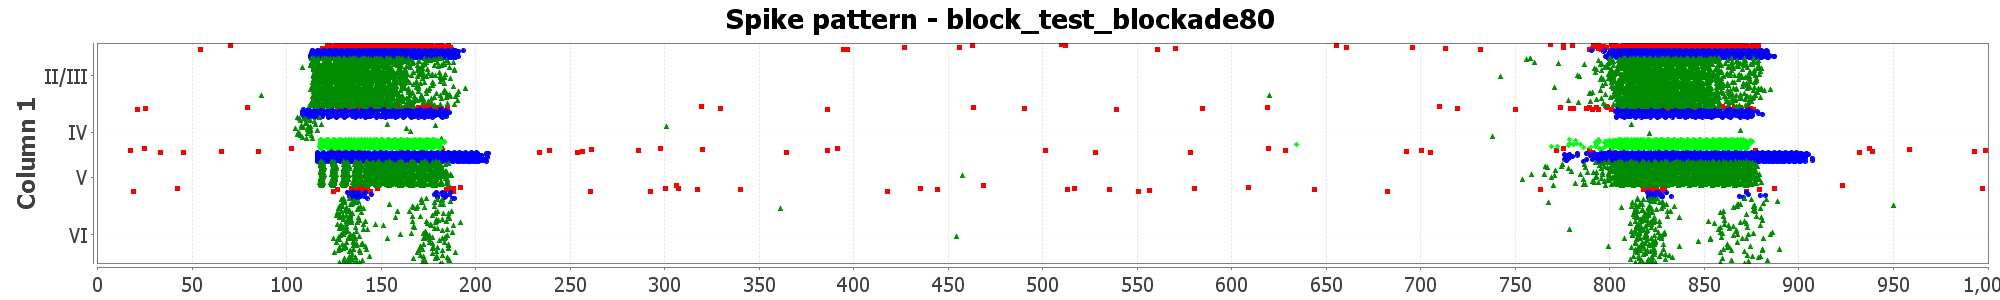 Spike pattern - block_test_blockade80
Column 1
II/III
IV
V
VI
0 50 100 150 200 250 300 350 400 450 500 550 600 650 700 750 800 850 900 950 1,00